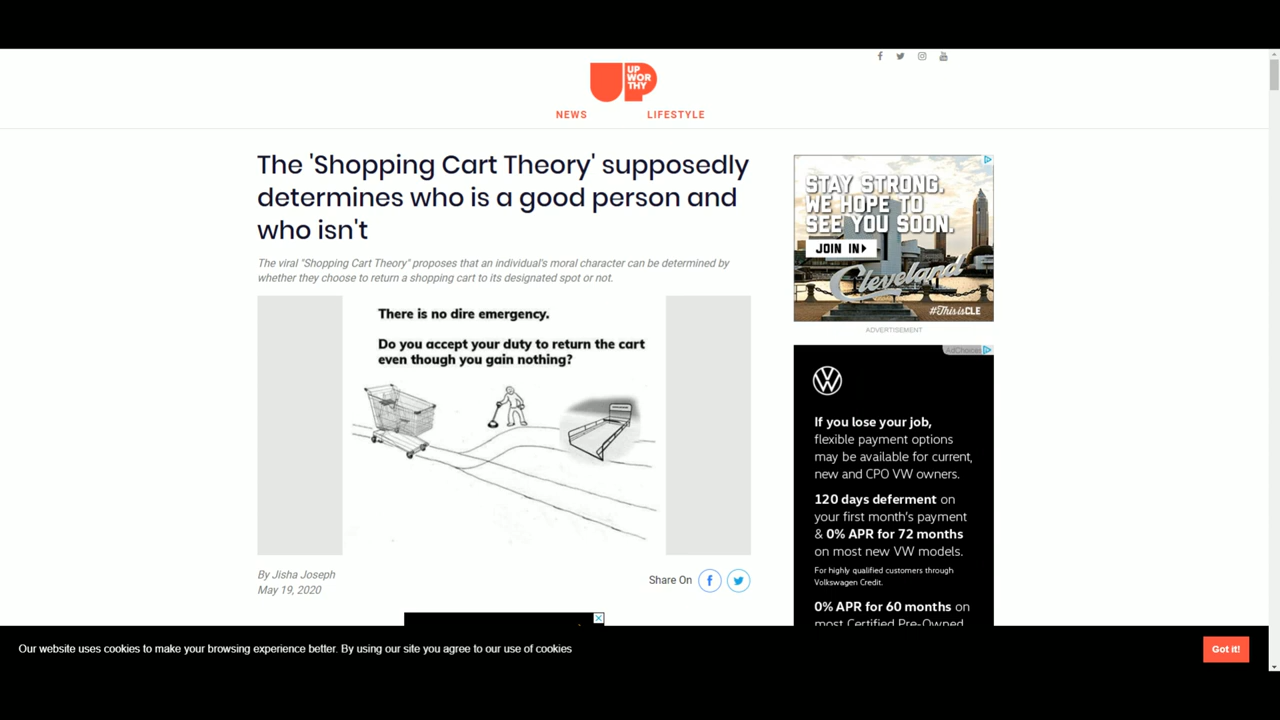 UP
WOR
THY
NEWS
LIFESTYLE
The 'Shopping Cart Theory' supposedly
determines who is a good person and
who isn't
The viral "Shopping Cart Theory" proposes that an individual's moral character can be determined by
whether they choose to return a shopping cart to its designated spot or not.
There is no dire emergency.
Do you accept your duty to return the cart
even though you gain nothing?
By Jisha Joseph
May 19, 2020
Share On
STAY STRONG.
WE HOPE TO
SEE YOU SOON.
JOIN IN
Cleveland
#ThisisCLE
ADVERTISEMENT
AdChoices
If you lose your job,
flexible payment options
may be available for current,
new and CPO VW owners.
120 days deferment on
your first month's payment
& 0% APR for 72 months
on most new VW models.
For highly qualified customers through
Volkswagen Credit.
0% APR for 60 months on
most Certified Pre-Owned
Our website uses cookies to make your browsing experience better. By using our site you agree to our use of cookies
Got it!